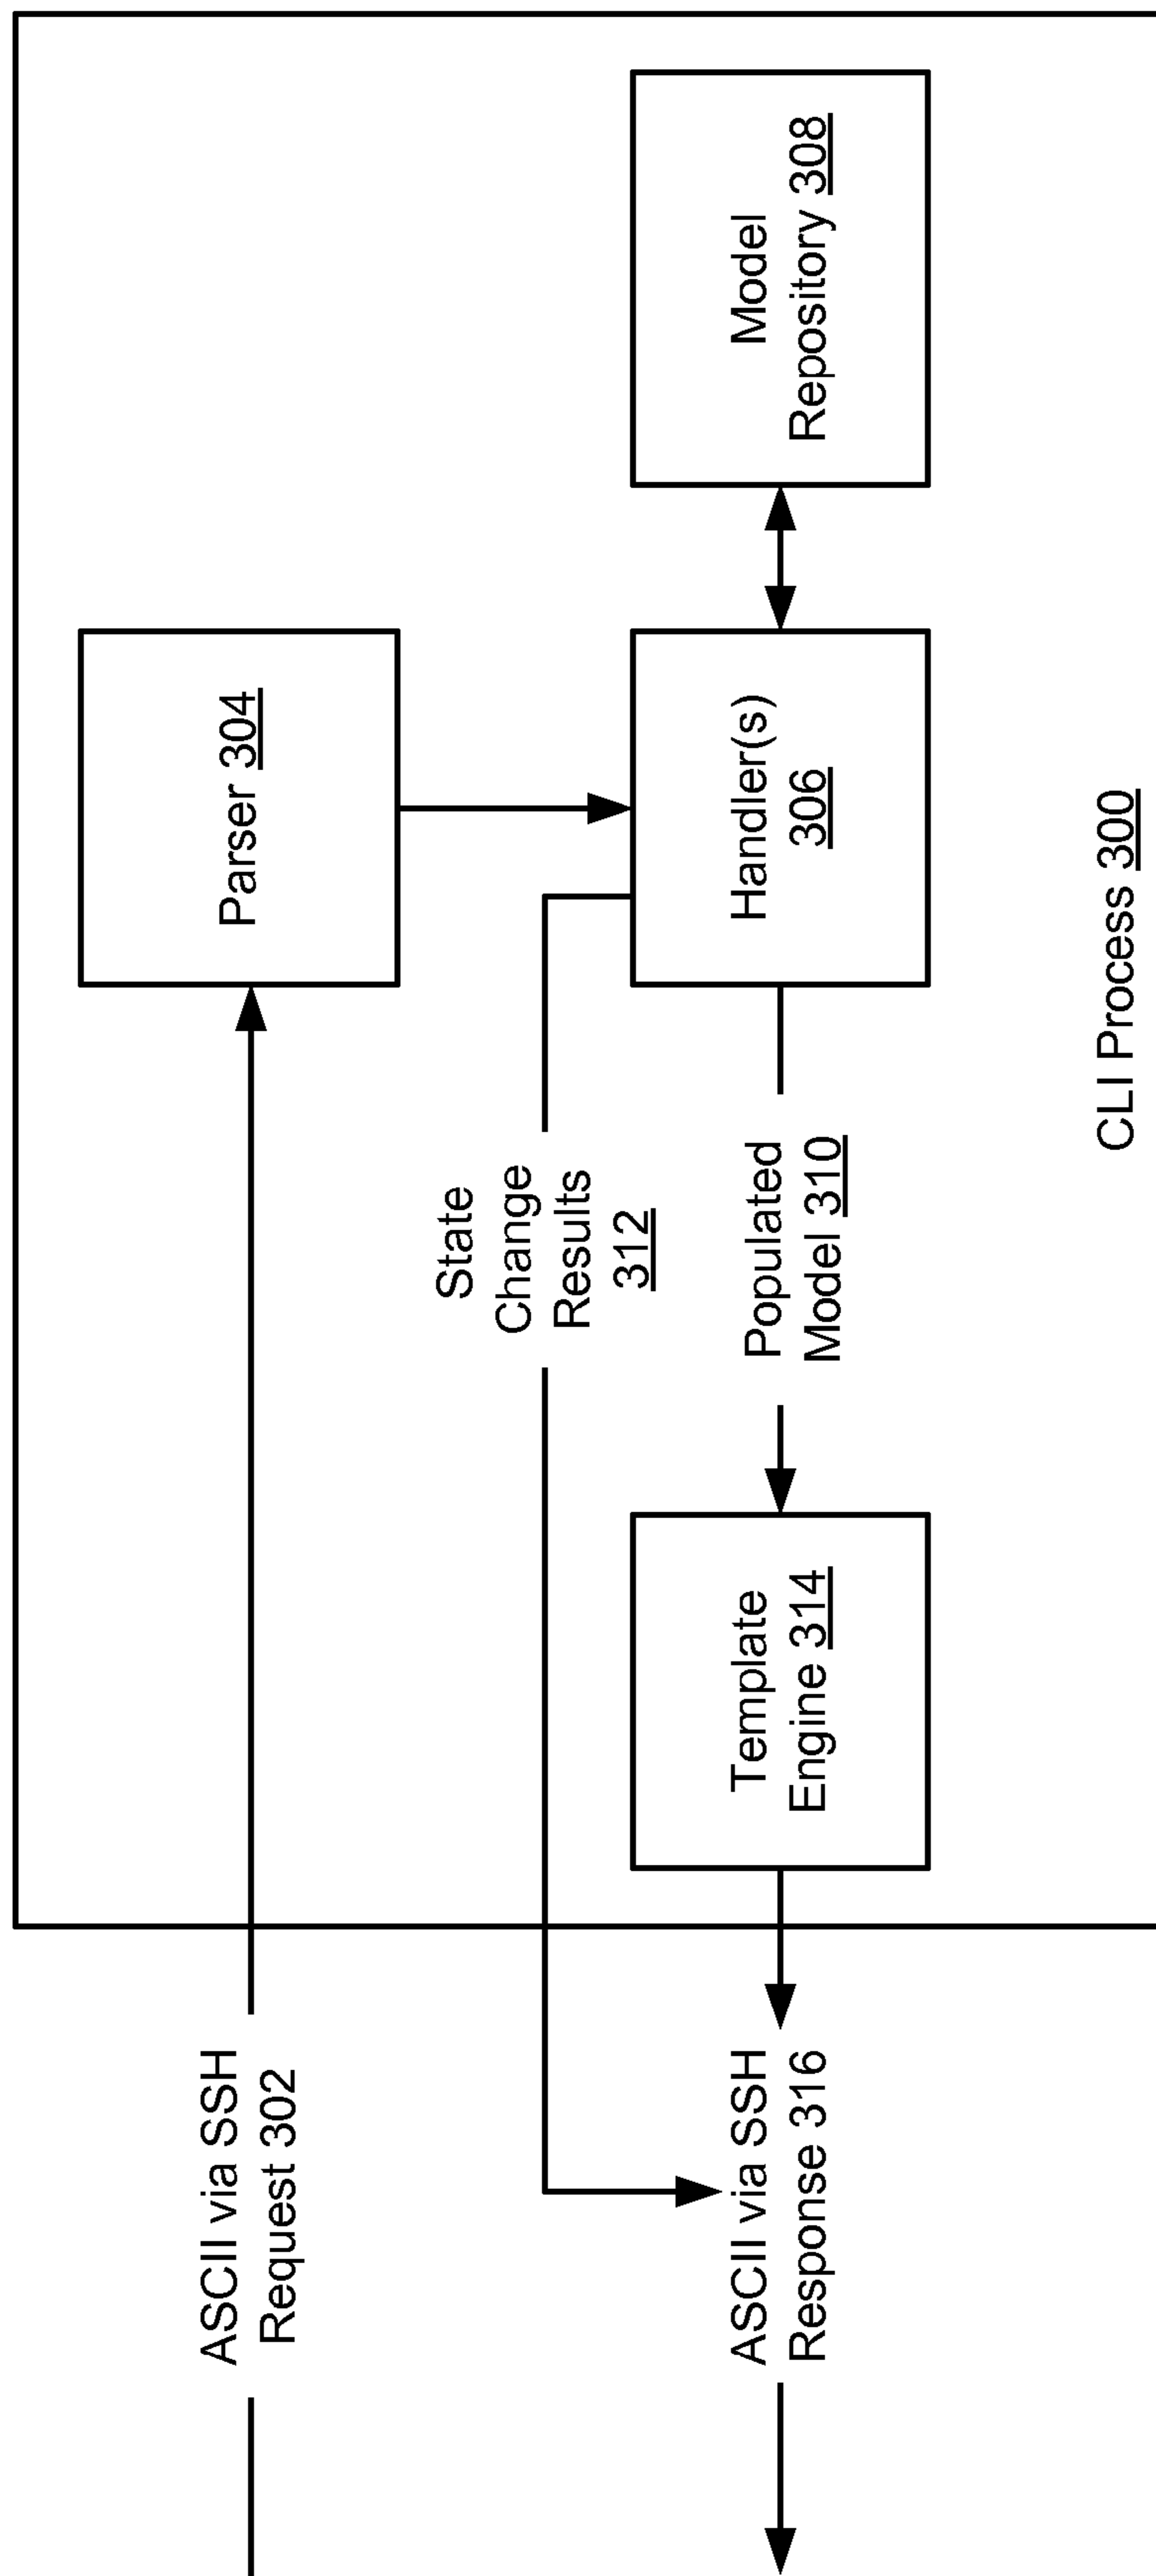 ASCII via SSH
Request 302
Parser 304
State
Change
Results
312
ASCII via SSH
Response 316
Template
Engine 314
Populated
Model 310
Handler(s)
306
Model
Repository 308
CLI Process 300